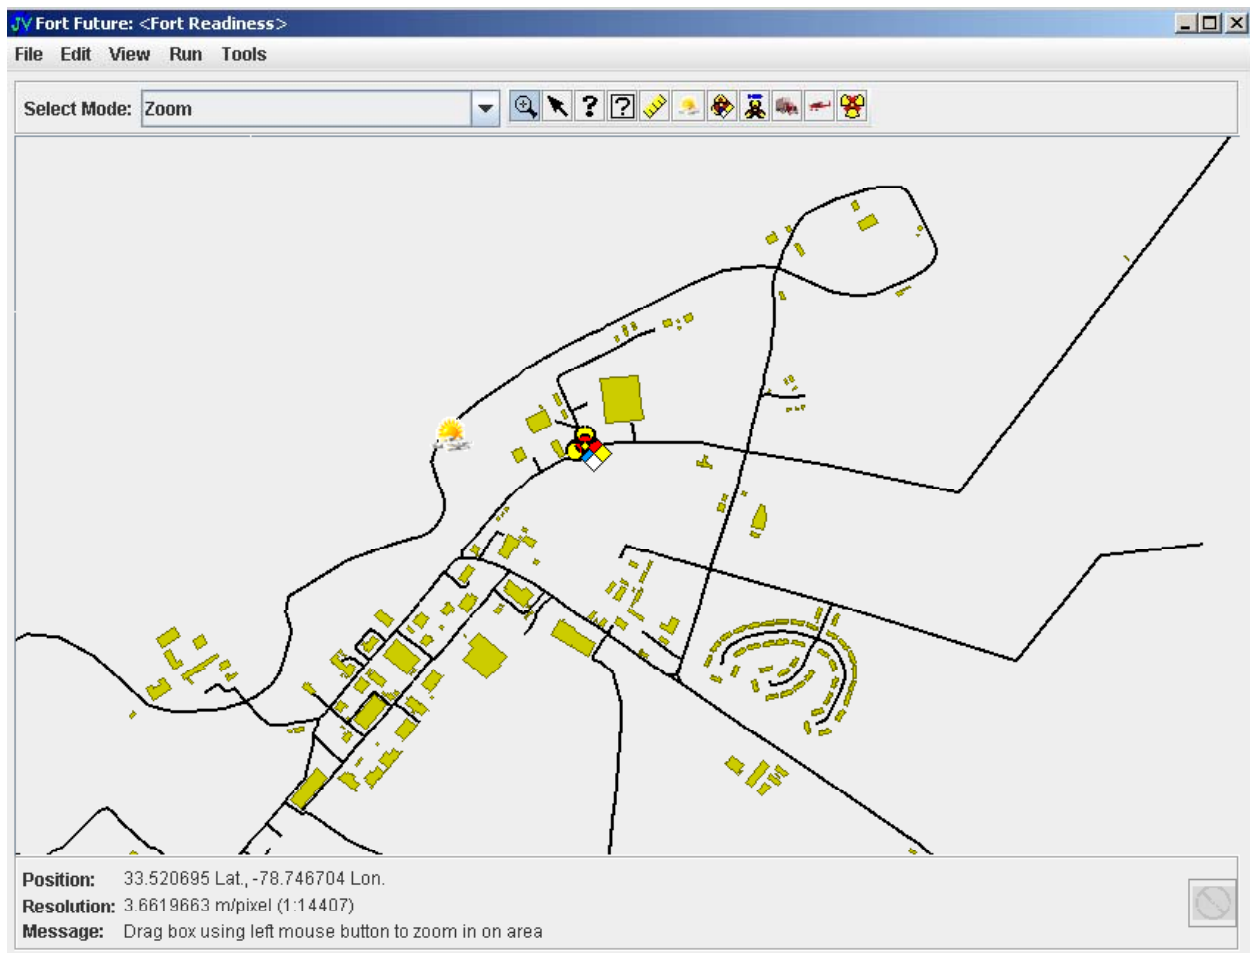 JV Fort Future: <Fort Readiness>
File Edit View Run Tools
Select Mode: Zoom
Position: 33.520695 Lat., -78.746704 Lon.
Resolution: 3.6619663 m/pixel (1:14407)
Message: Drag box using left mouse button to zoom in on area